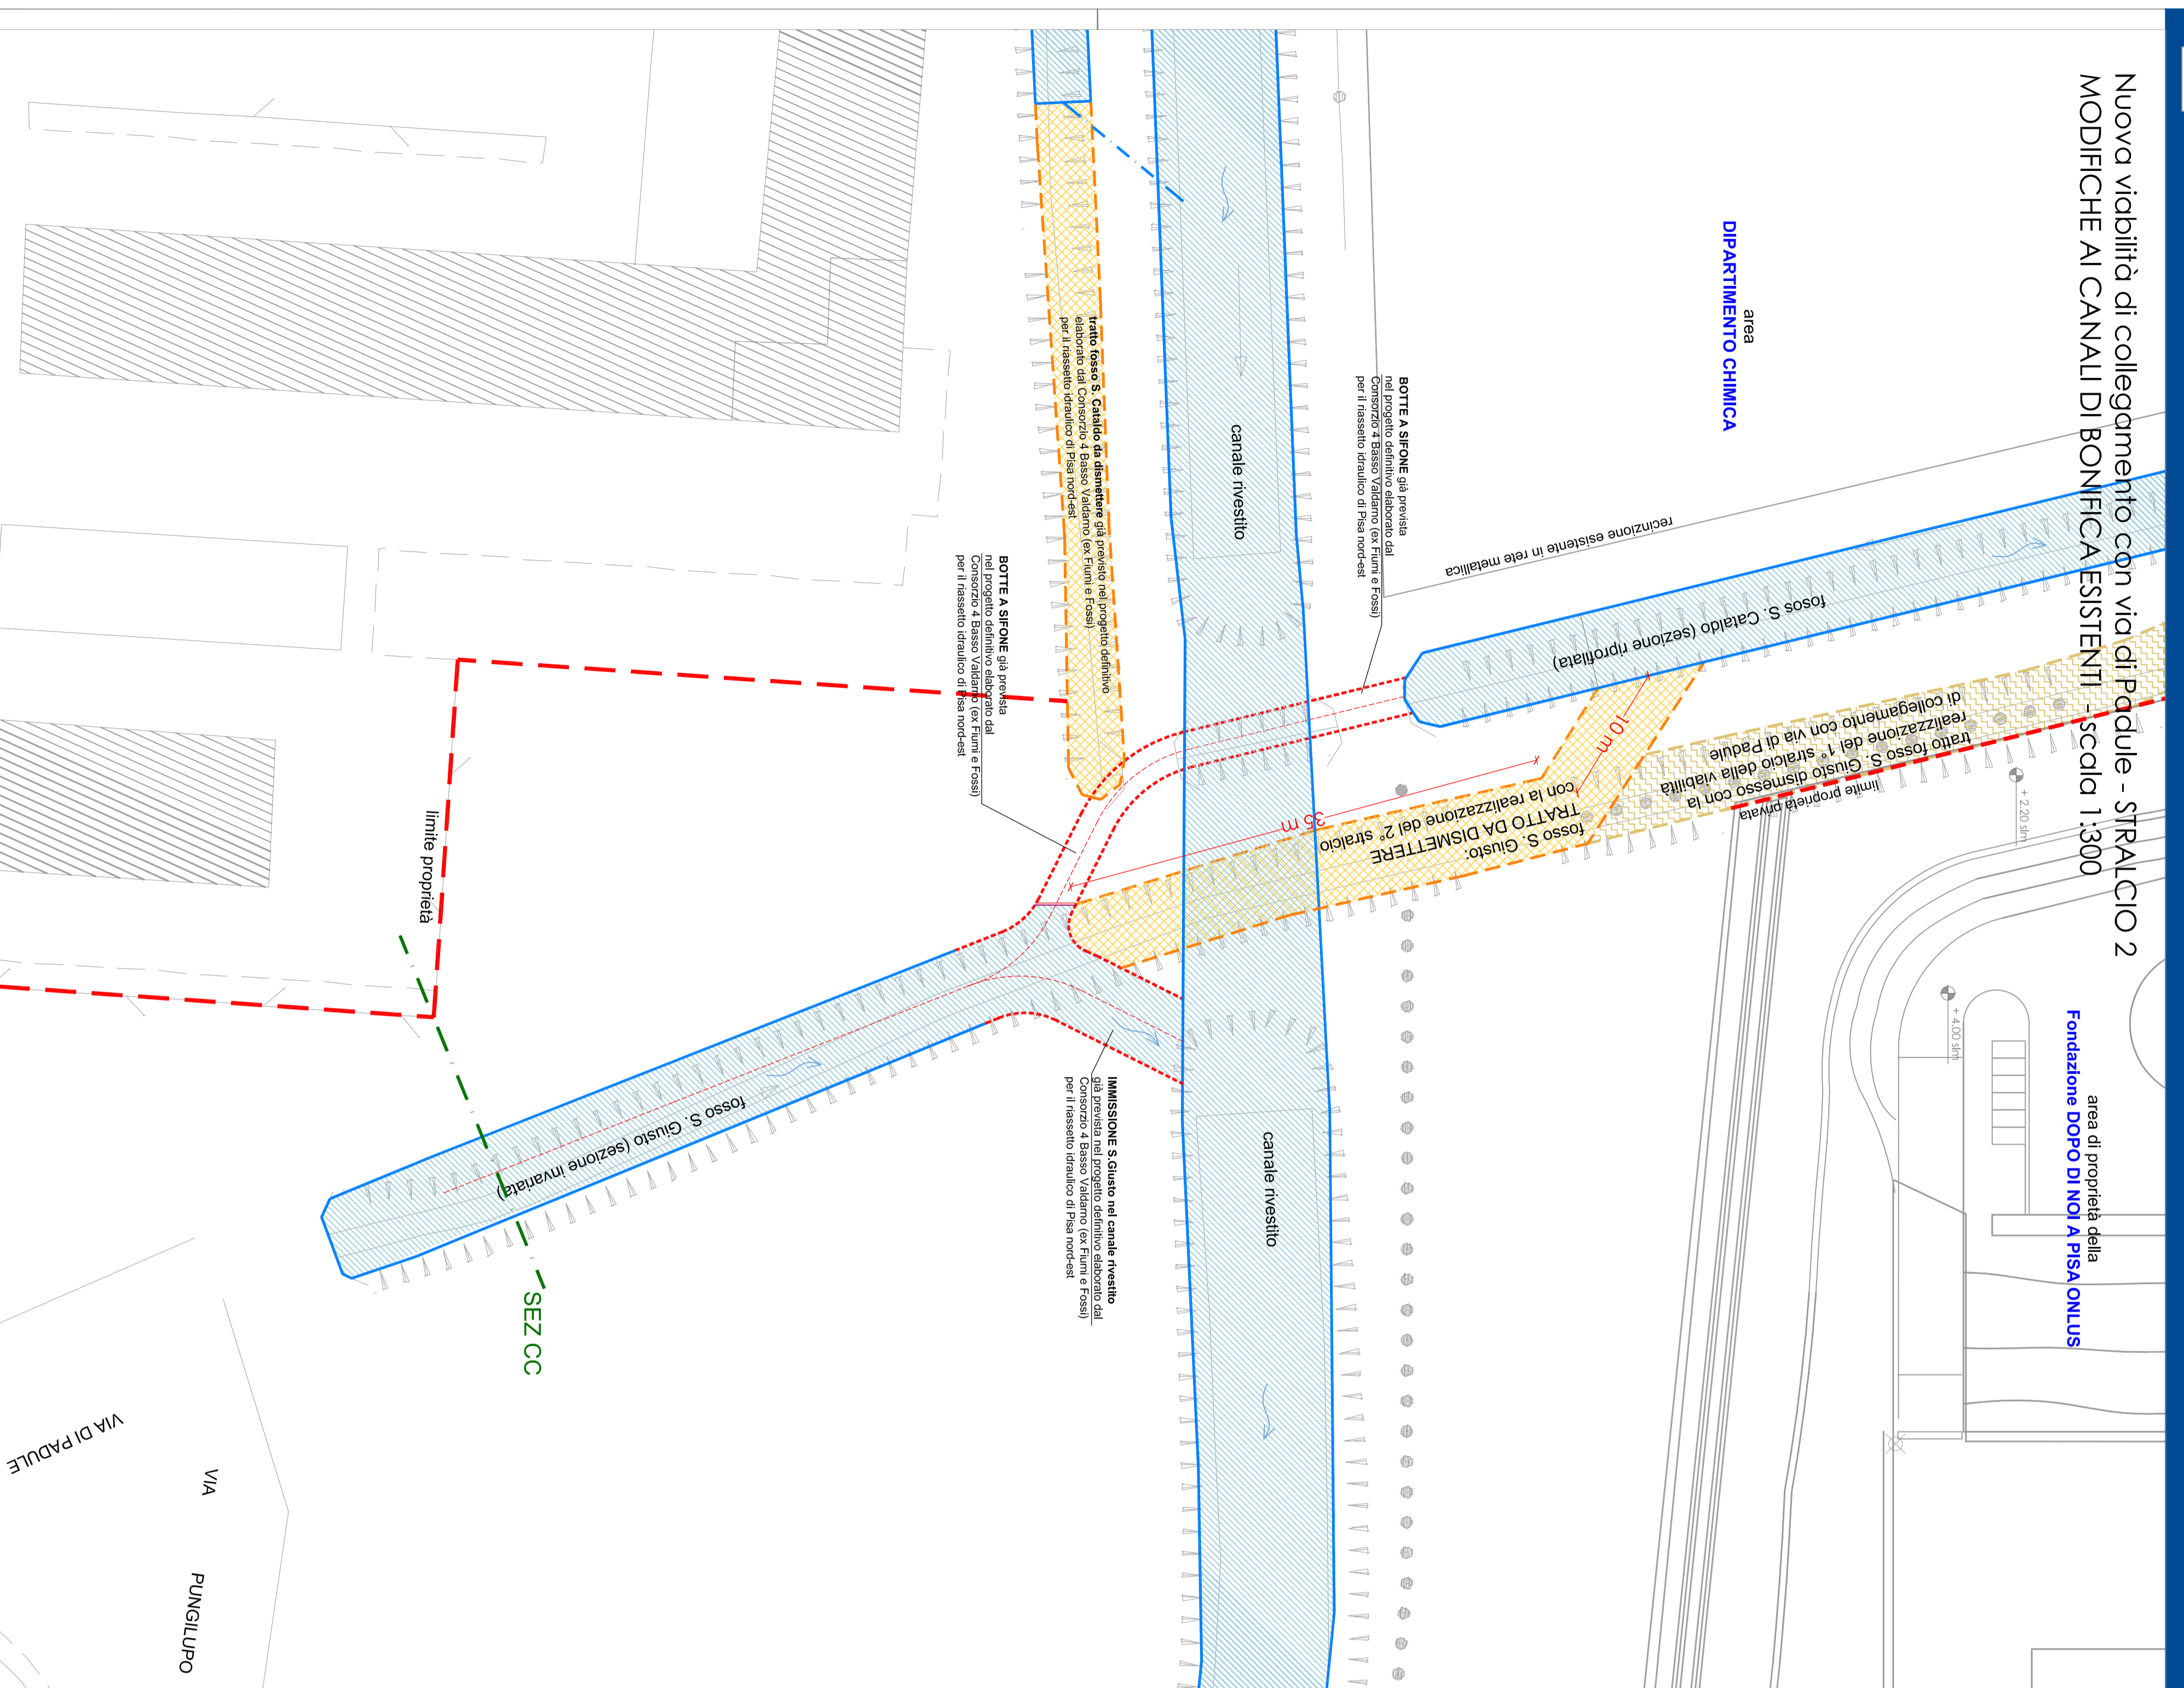 Nuova viabilità di collegamento con via di Padule - STRALCIO 2
MODIFICHE AI CANALI DI BONIFICA ESISTENTI - scala 1:300
area
DIPARTIMENTO CHIMICA
recinzione esistente in rete metallica
BOTTE A SIFONE già prevista
nel progetto definitivo elaborato dal
Consorzio 4 Basso Valdarno (ex Fiumi e Fossi)
per il riassetto idraulico di Pisa nord-est
canale rivestito
tratto fosso S. Cataldo da dismettere già previsto nel progetto definitivo
elaborato dal Consorzio 4 Basso Valdarno (ex Fiumi e Fossi)
per il riassetto idraulico di Pisa nord-est
BOTTE A SIFONE già prevista
nel progetto definitivo elaborato dal
Consorzio 4 Basso Valdarno (ex Fiumi e Fossi)
per il riassetto idraulico di Pisa nord-est
fosos S. Cataldo (sezione riprofilata)
10 m
35 m
tratto fosso S. Giusto dismesso con la
realizzazione del 1° stralcio della viabilità
di collegamento con via di Padule
limite proprietà privata
fosso S. Giusto:
TRATTO DA DISMETTERE
con la realizzazione del 2° stralcio
+ 2.20 slm
+ 4.00 slm
area di proprietà della
Fondazione DOPO DI NOI A PISA ONLUS
limite proprietà
IMMISSIONE S.Giusto nel canale rivestito
già prevista nel progetto definitivo elaborato dal
Consorzio 4 Basso Valdarno (ex Fiumi e Fossi)
per il riassetto idraulico di Pisa nord-est
canale rivestito
fosso S. Giusto (sezione invariata)
SEZ CC
VIA DI PADULE
VIA
PUNGILUPO